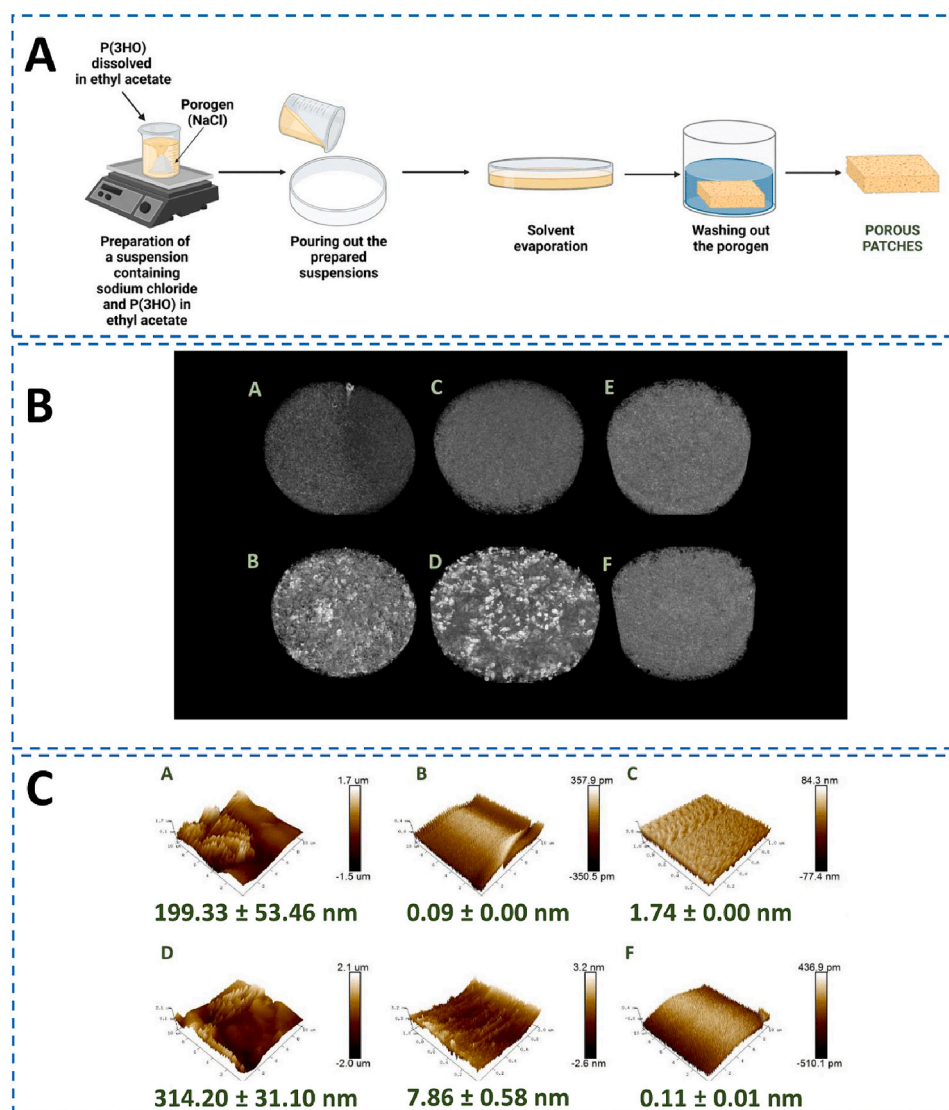 A
P(3HO)
dissolved
in ethyl acetate
Porogen
(NaCl)
Preparation of
a suspension
containing
sodium chloride
and P(3HO) in
ethyl acetate
Pouring out the
prepared
suspensions
Solvent
evaporation
Washing out
the porogen
POROUS
PATCHES
B
A
C
E
B
D
F
C
A
1.7 um
-1.5 um
199.33 ± 53.46 nm
B
357.9 pm
-350.5 pm
0.09 ± 0.00 nm
C
84.3 nm
-77.4 nm
1.74 ± 0.00 nm
D
2.1 um
-2.0 um
314.20 ± 31.10 nm
3.2 nm
-2.6 nm
7.86 ± 0.58 nm
F
436.9 pm
-510.1 pm
0.11 ± 0.01 nm